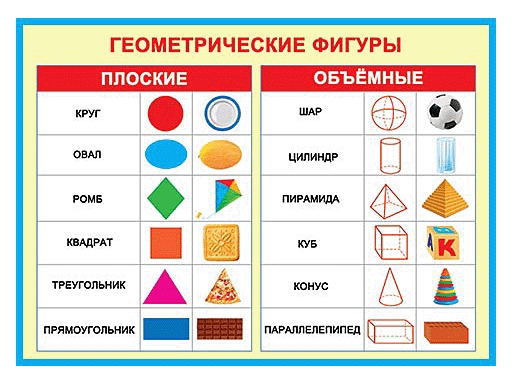 ГЕОМЕТРИЧЕСКИЕ ФИГУРЫ
ПЛОСКИЕ
КРУГ
ОВАЛ
РОМБ
КВАДРАТ
ТРЕУГОЛЬНИК
ПРЯМОУГОЛЬНИК
ОБЪЁМНЫЕ
ШАР
ЦИЛИНДР
ПИРАМИДА
КУБ
А К
КОНУС
ПАРАЛЛЕЛЕПИПЕД